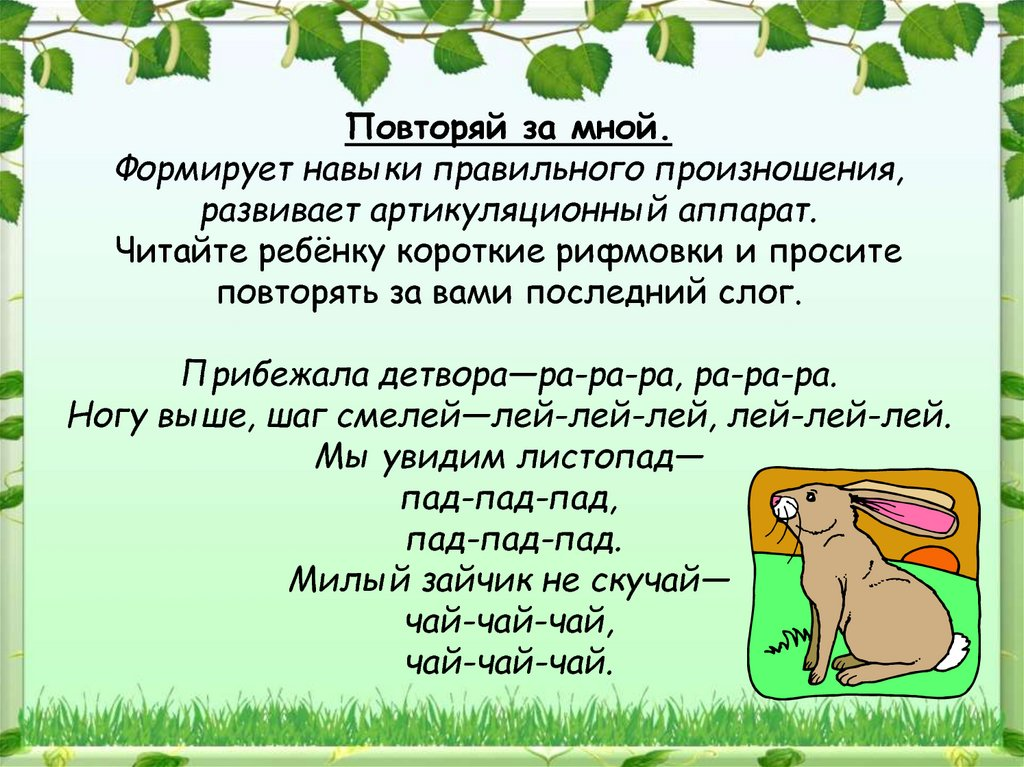 Повторяй за мной.
Формирует навыки правильного произношения,
развивает артикуляционный аппарат.
Читайте ребёнку короткие рифмовки и просите
повторять за вами последний слог.
Прибежала детвора—ра-ра-ра, ра-ра-ра.
Ногу выше, шаг смелей—лей-лей-лей, лей-лей-лей.
Мы увидим листопад—
пад-пад-пад,
пад-пад-пад.
Милый зайчик не скучай—
чай-чай-чай,
чай-чай-чай.